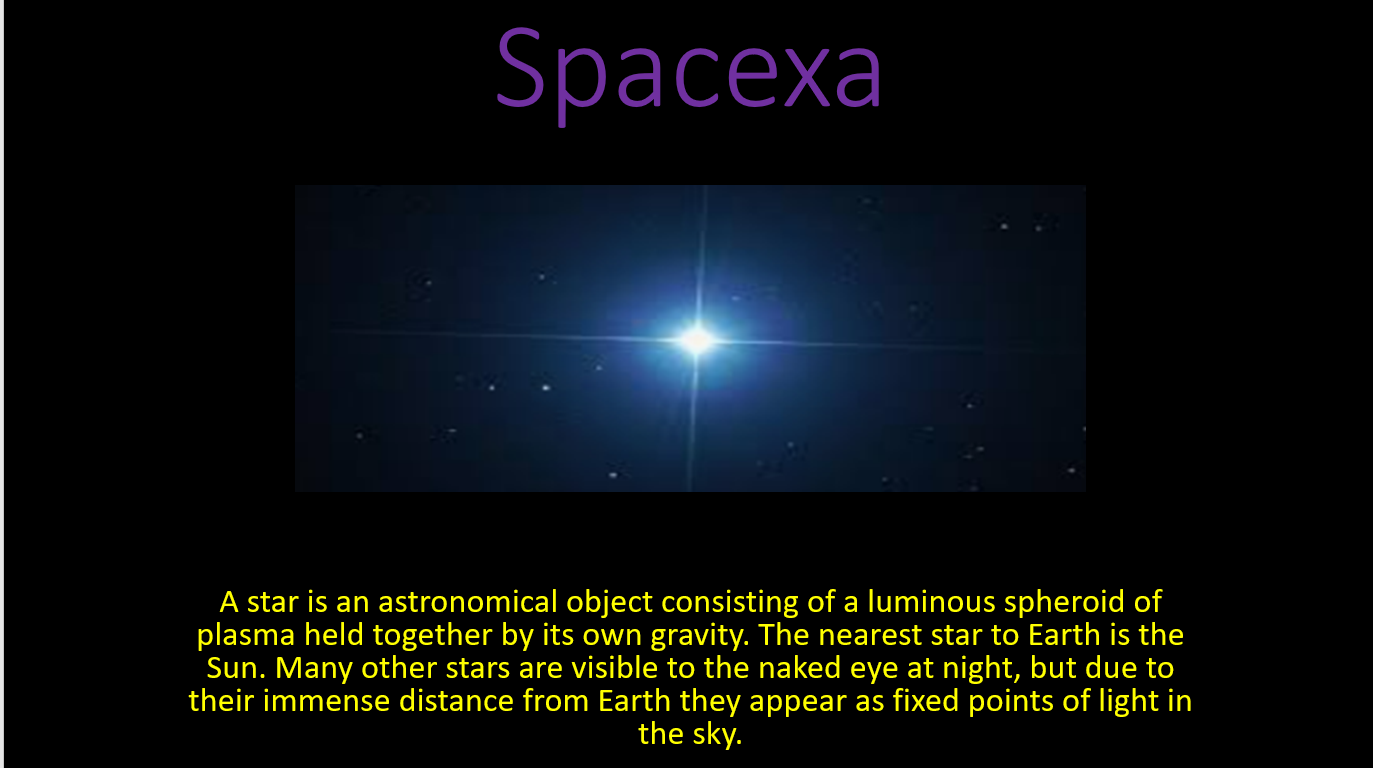 Spacexa
A star is an astronomical object consisting of a luminous spheroid of
plasma held together by its own gravity. The nearest star to Earth is the
Sun. Many other stars are visible to the naked eye at night, but due to
their immense distance from Earth they appear as fixed points of light in
the sky.